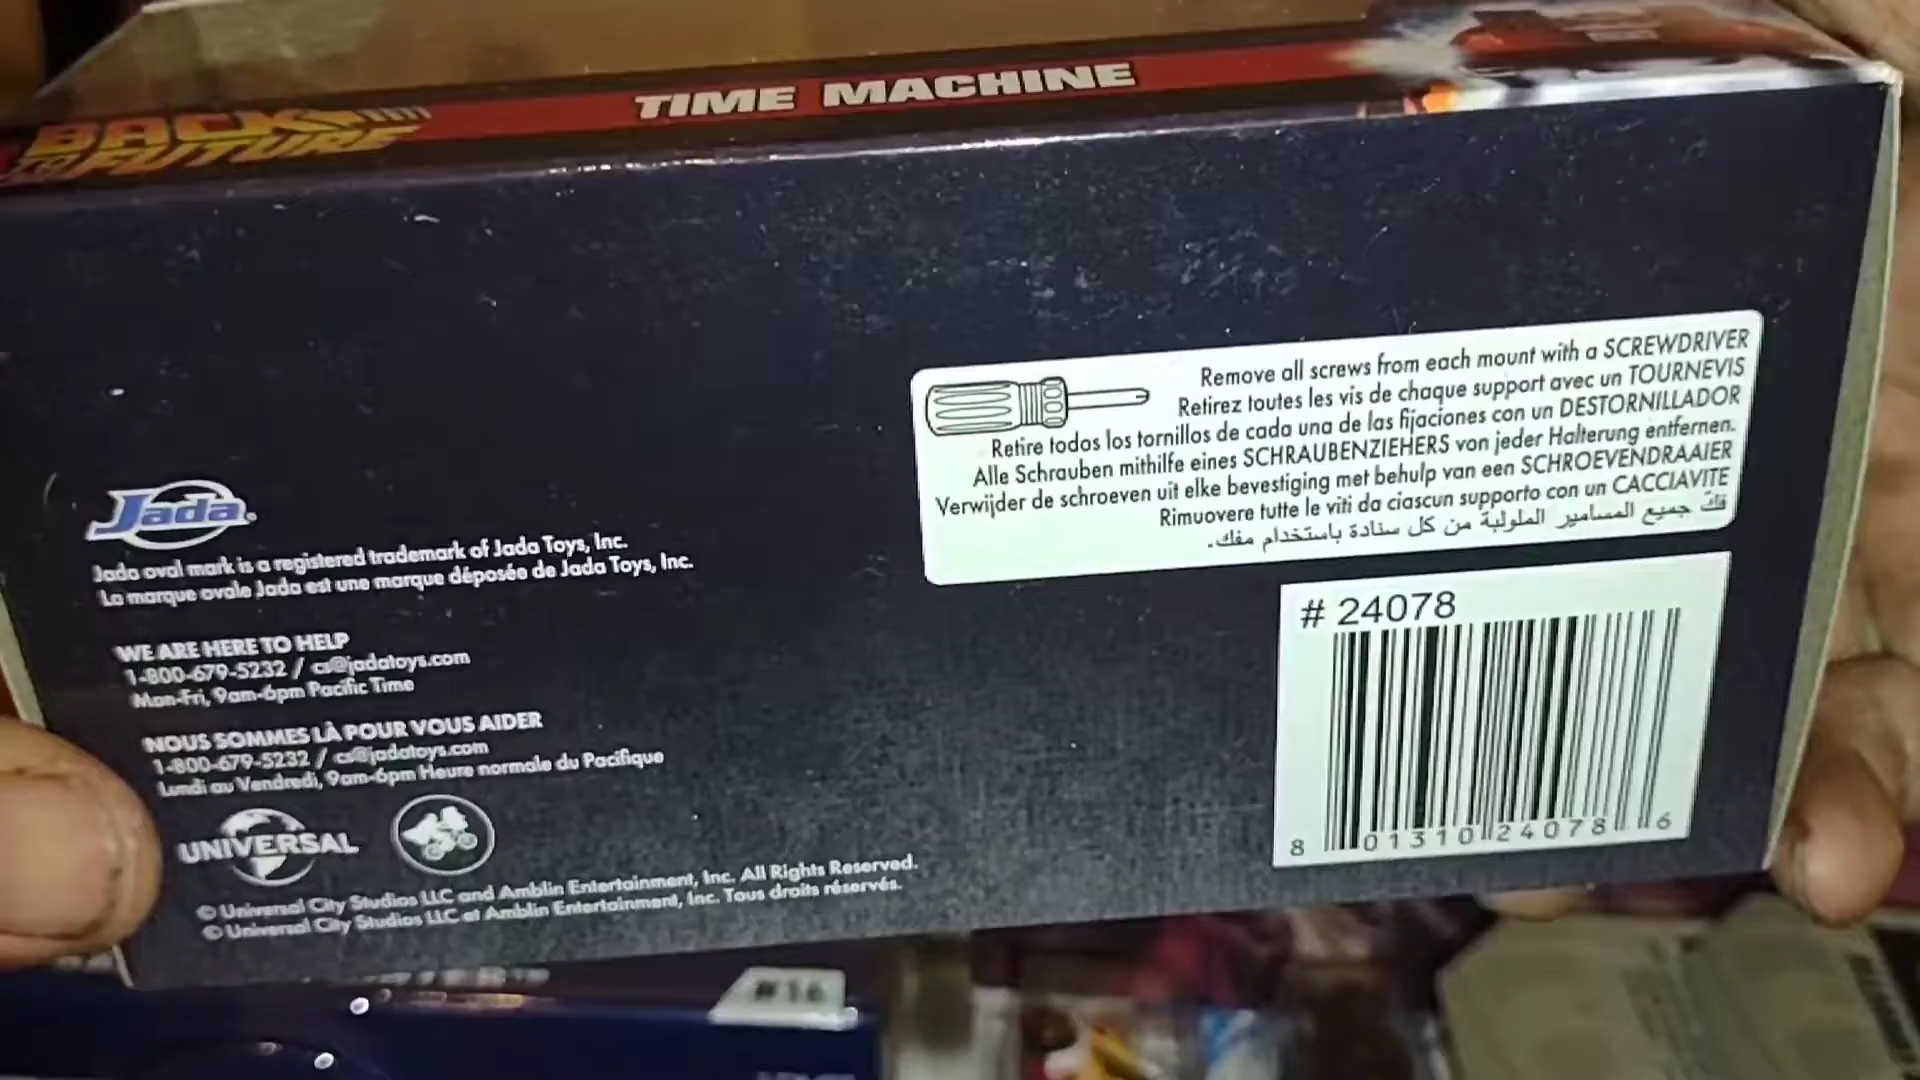 BACK
TO FUTURE
TIME MACHINE
Remove all screws from each mount with a SCREWDRIVER
Retirez toutes les vis de chaque support avec un TOURNEVIS
Retire todos los tornillos de cada una de las fijaciones con un DESTORNILLADOR
Alle Schrauben mithilfe eines SCHRAUBENZIEHERS von jeder Halterung entfernen.
Verwijder de schroeven uit elke bevestiging met behulp van een SCHROEVENDRAAIER
Rimuovere tutte le viti da ciascun supporto con un CACCIAVITE
فكّ جميع المسامير الملولبة من كل سنادة باستخدام مفك.
Jada
Jada oval mark is a registered trademark of Jada Toys, Inc.
La marque ovale Jada est une marque déposée de Jada Toys, Inc.
WE ARE HERE TO HELP
1-800-679-5232 / cs@jadatoys.com
Mon-Fri, 9am-6pm Pacific Time
NOUS SOMMES LÀ POUR VOUS AIDER
1-800-679-5232 / cs@jadatoys.com
Lundi au Vendredi, 9am-6pm Heure normale du Pacifique
UNIVERSAL
© Universal City Studios LLC and Amblin Entertainment, Inc. All Rights Reserved.
© Universal City Studios LLC et Amblin Entertainment, Inc. Tous droits réservés.
# 24078
8 01310 24078 6
#16